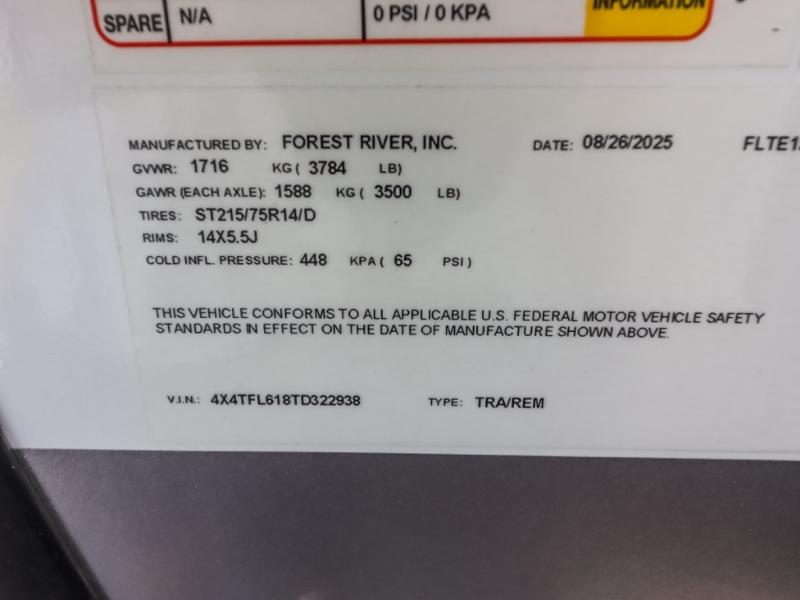 INFORMATION
SPARE N/A 0 PSI / 0 KPA
MANUFACTURED BY: FOREST RIVER, INC. DATE: 08/26/2025 FLTE1
GVWR: 1716 KG ( 3784 LB)
GAWR (EACH AXLE): 1588 KG ( 3500 LB)
TIRES: ST215/75R14/D
RIMS: 14X5.5J
COLD INFL. PRESSURE: 448 KPA ( 65 PSI )
THIS VEHICLE CONFORMS TO ALL APPLICABLE U.S. FEDERAL MOTOR VEHICLE SAFETY
STANDARDS IN EFFECT ON THE DATE OF MANUFACTURE SHOWN ABOVE.
V.I.N.: 4X4TFL618TD322938 TYPE: TRA/REM